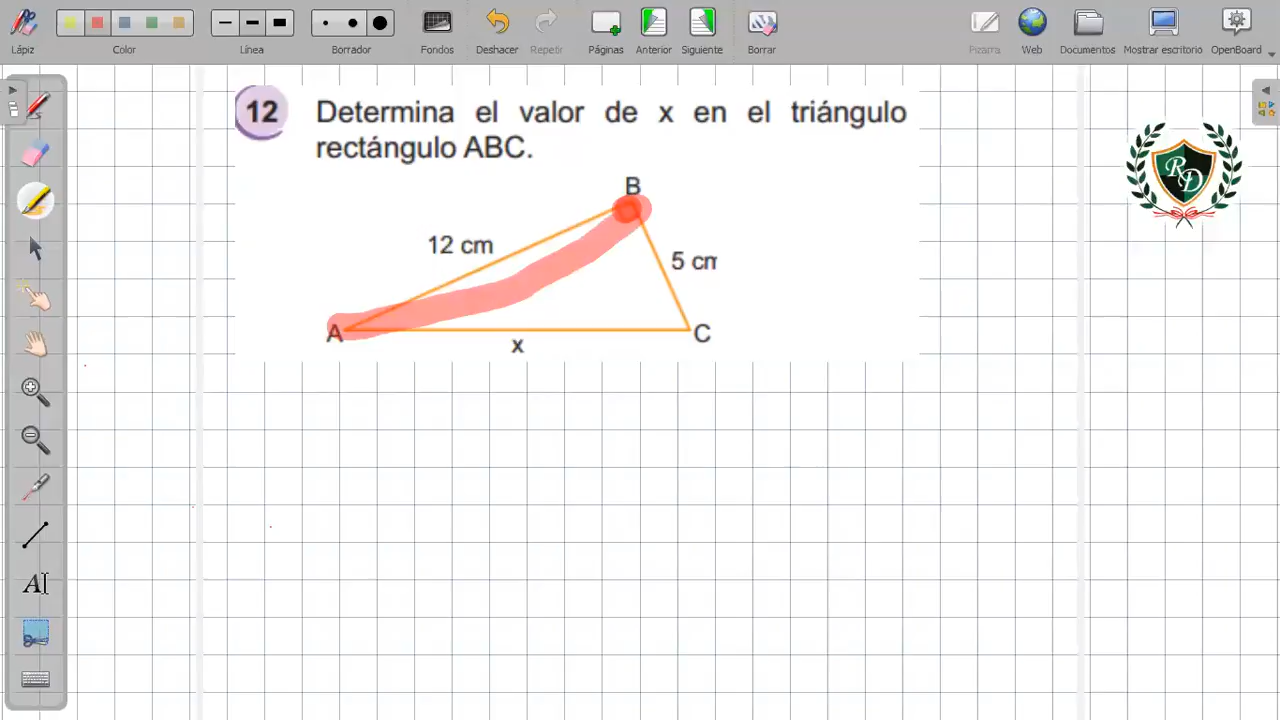 Lápiz
Color
Línea
Borrador
Fondos
Deshacer
Repetir
Páginas
Anterior
Siguiente
Borrar
Pizarra
Web
Documentos
Mostrar escritorio
OpenBoard
12 Determina el valor de x en el triángulo
rectángulo ABC.
B
12 cm
5 cm
A
C
x
A
RD